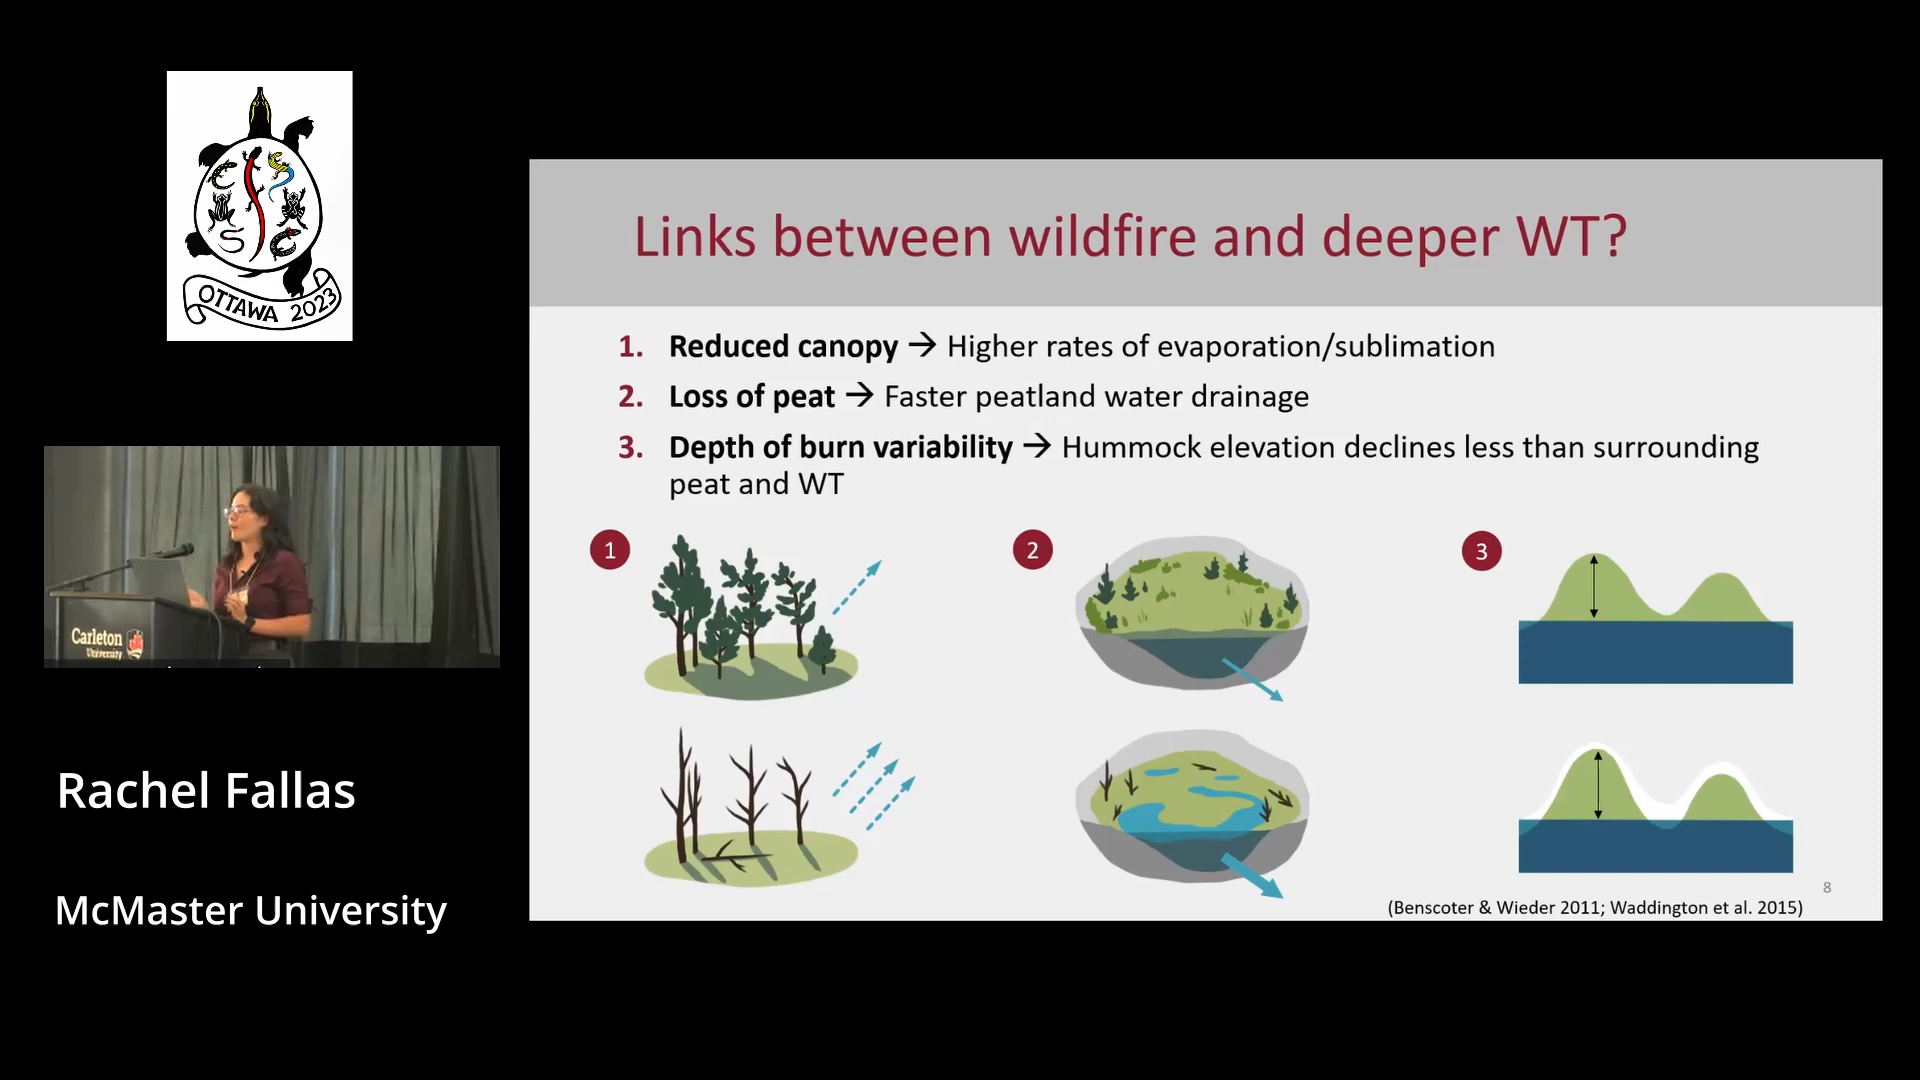 OTTAWA 2023
Links between wildfire and deeper WT?
1. Reduced canopy → Higher rates of evaporation/sublimation
2. Loss of peat → Faster peatland water drainage
3. Depth of burn variability → Hummock elevation declines less than surrounding
peat and WT
1
2
3
8
(Benscoter & Wieder 2011; Waddington et al. 2015)
Carleton
University
Rachel Fallas
McMaster University